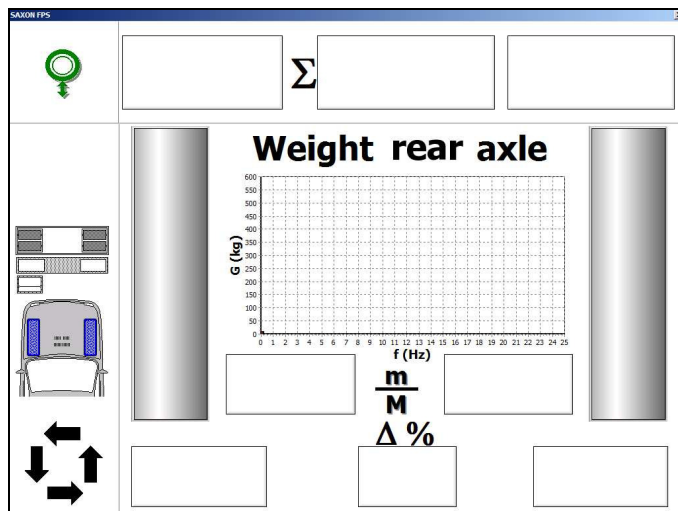 SAXON FPS
Σ
Weight rear axle
G (kg)
600
550
500
450
400
350
300
250
200
150
100
50
0
0 1 2 3 4 5 6 7 8 9 10 11 12 13 14 15 16 17 18 19 20 21 22 23 24 25
f (Hz)
m
M
Δ %